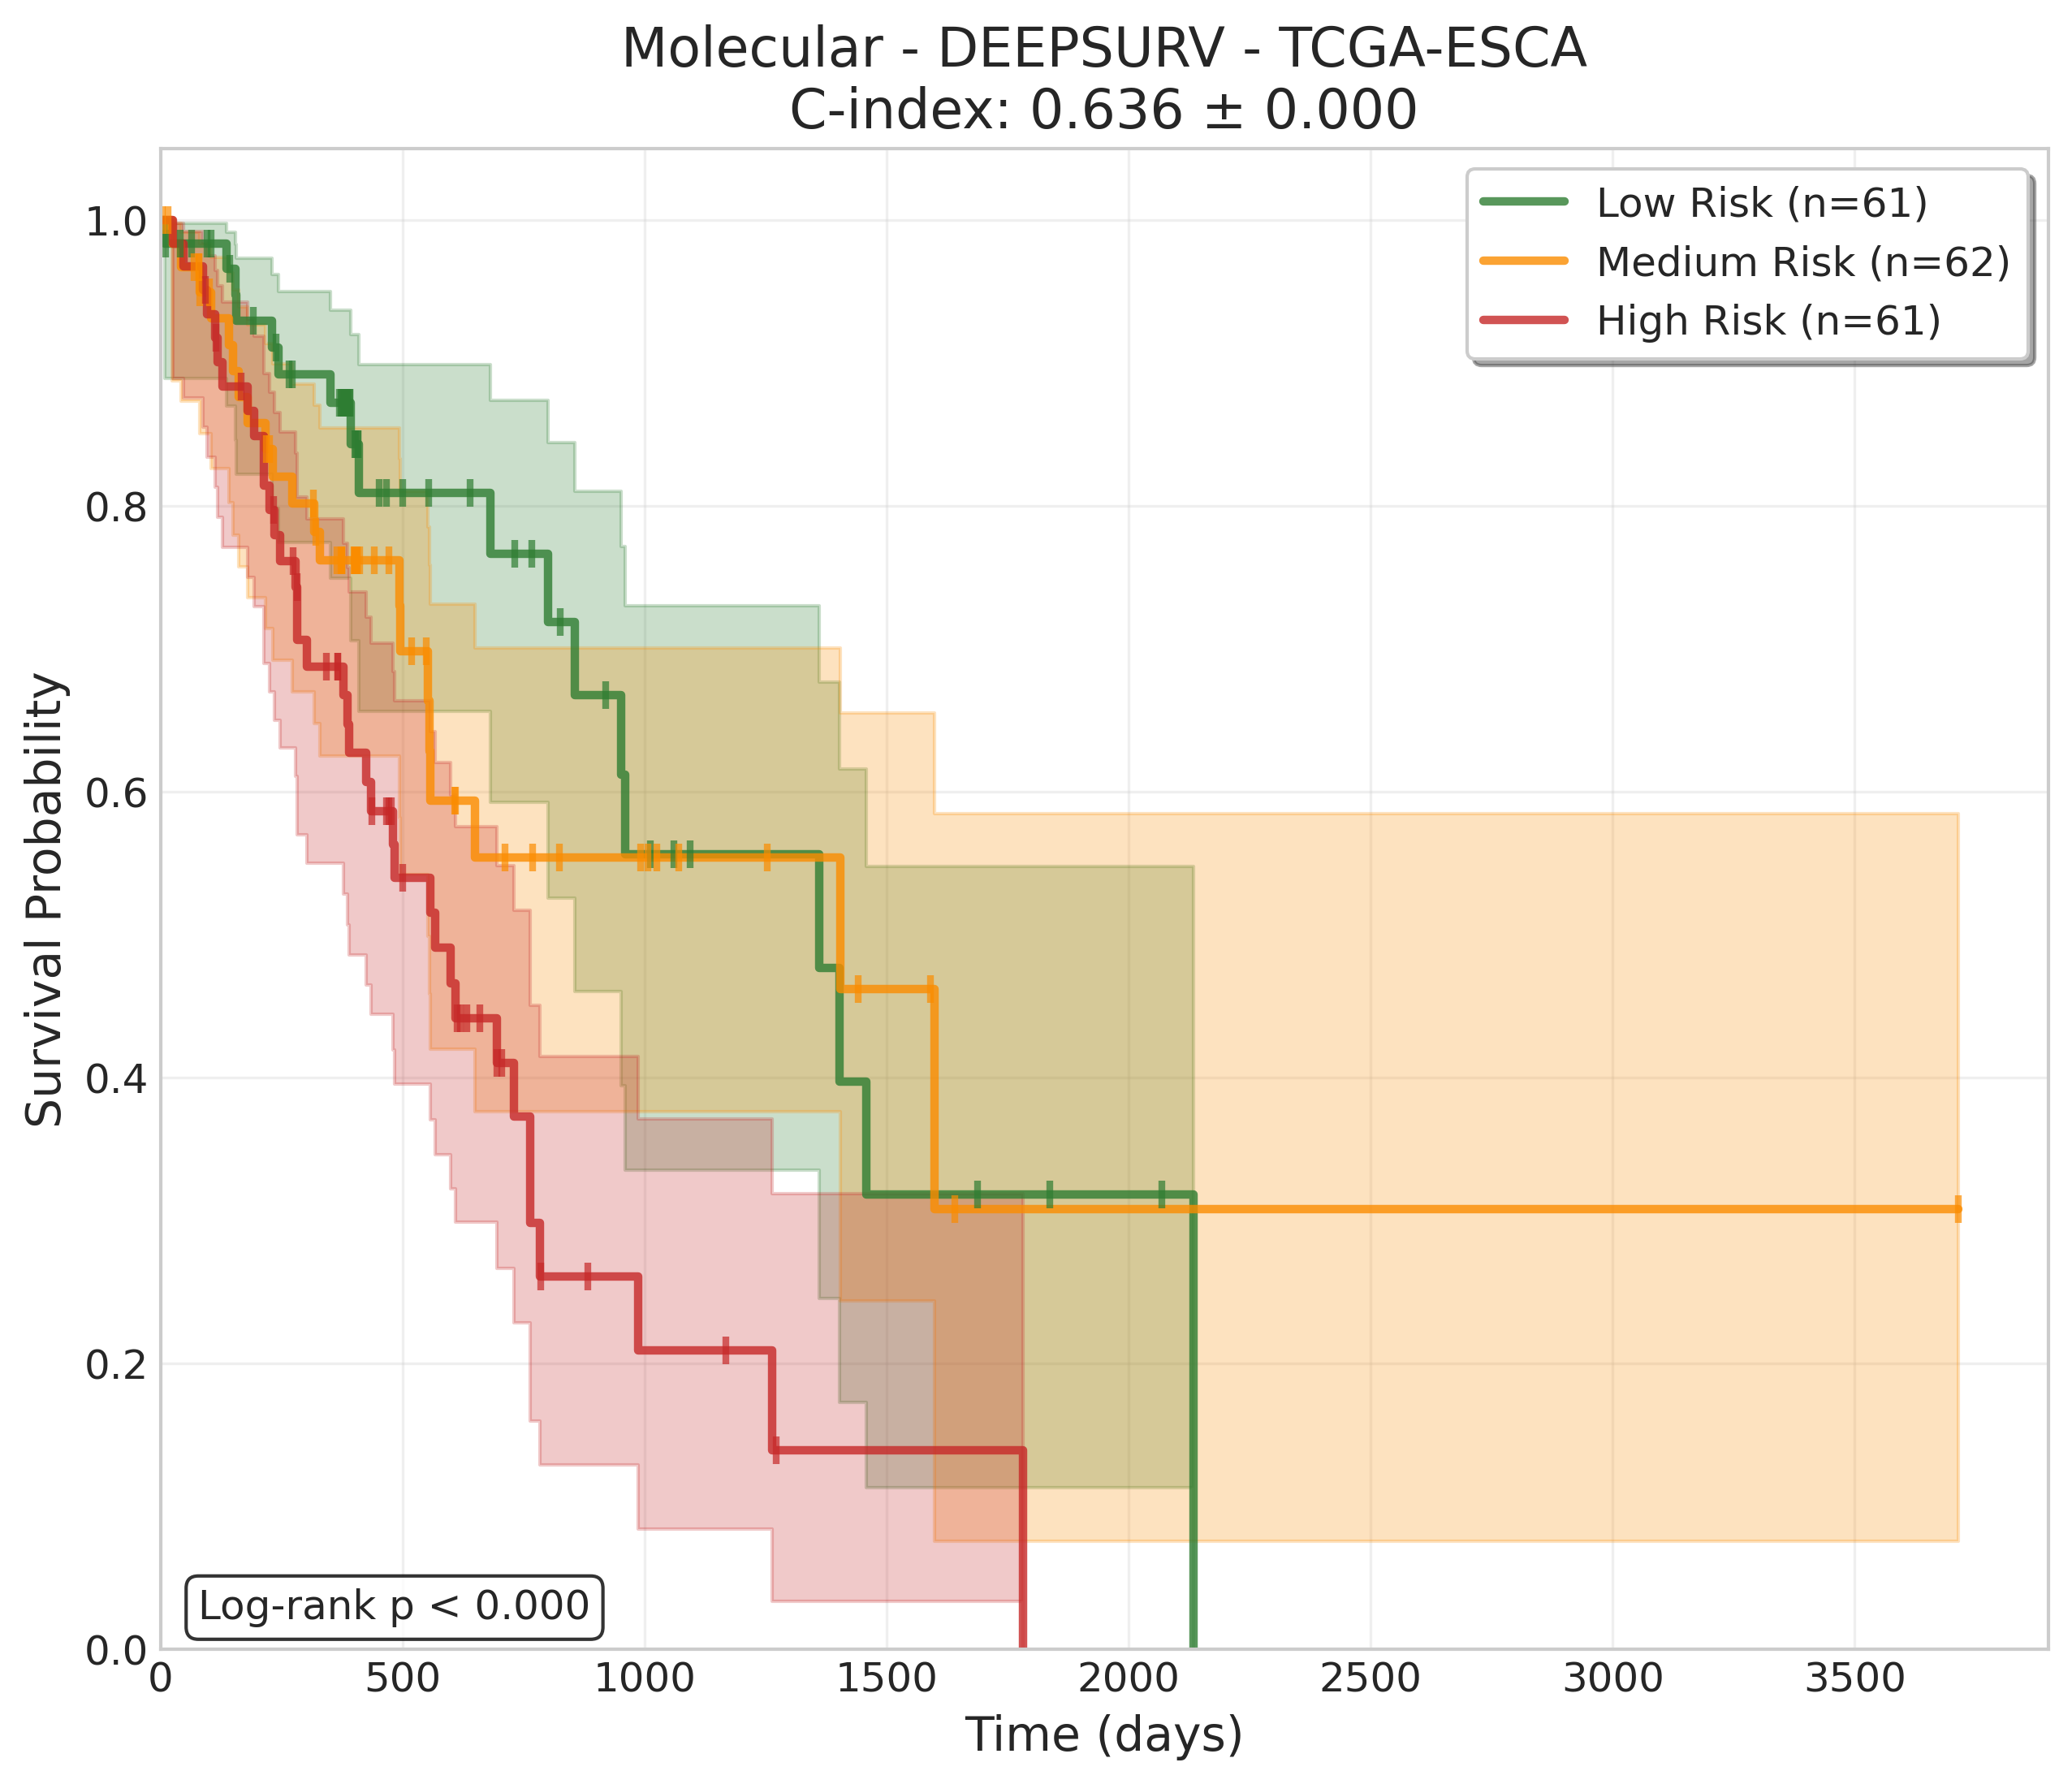 Molecular - DEEPSURV - TCGA-ESCA
C-index: 0.636 ± 0.000
Low Risk (n=61)
Medium Risk (n=62)
High Risk (n=61)
Survival Probability
1.0
0.8
0.6
0.4
0.2
0.0
Log-rank p < 0.000
0 500 1000 1500 2000 2500 3000 3500
Time (days)